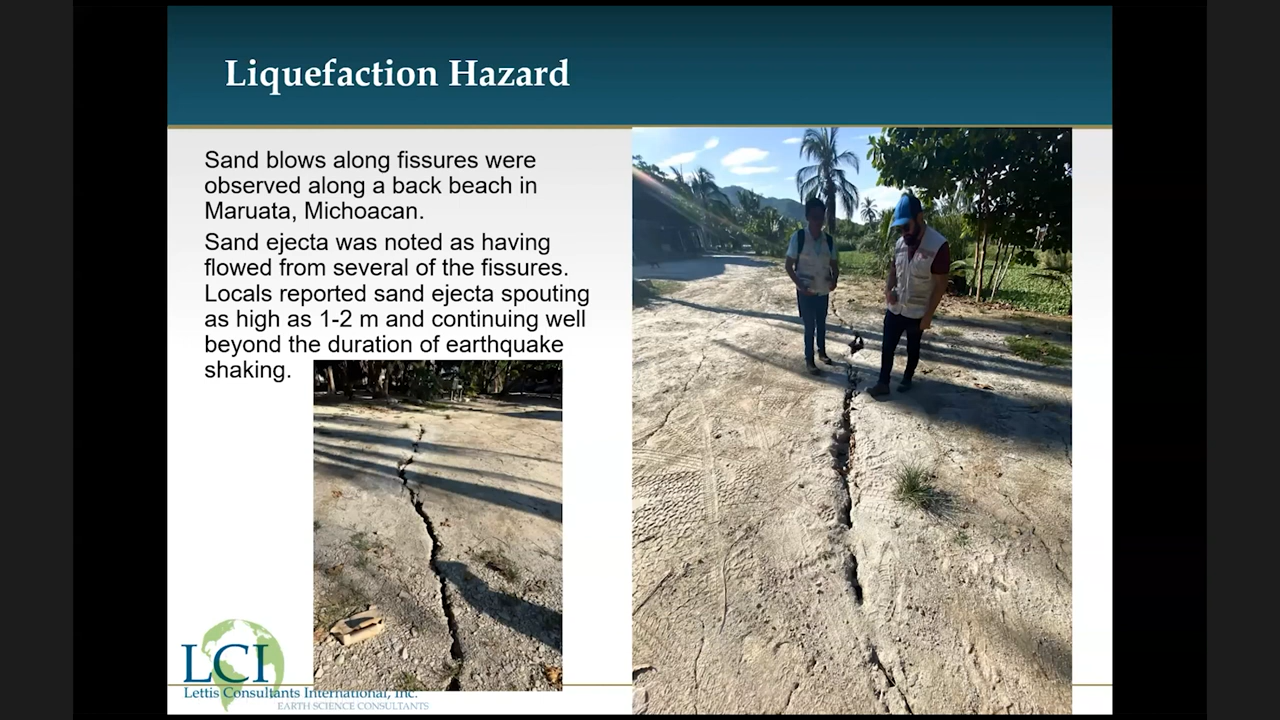 Liquefaction Hazard
Sand blows along fissures were
observed along a back beach in
Maruata, Michoacan.
Sand ejecta was noted as having
flowed from several of the fissures.
Locals reported sand ejecta spouting
as high as 1-2 m and continuing well
beyond the duration of earthquake
shaking.
LCI
Lettis Consultants International, Inc.
EARTH SCIENCE CONSULTANTS